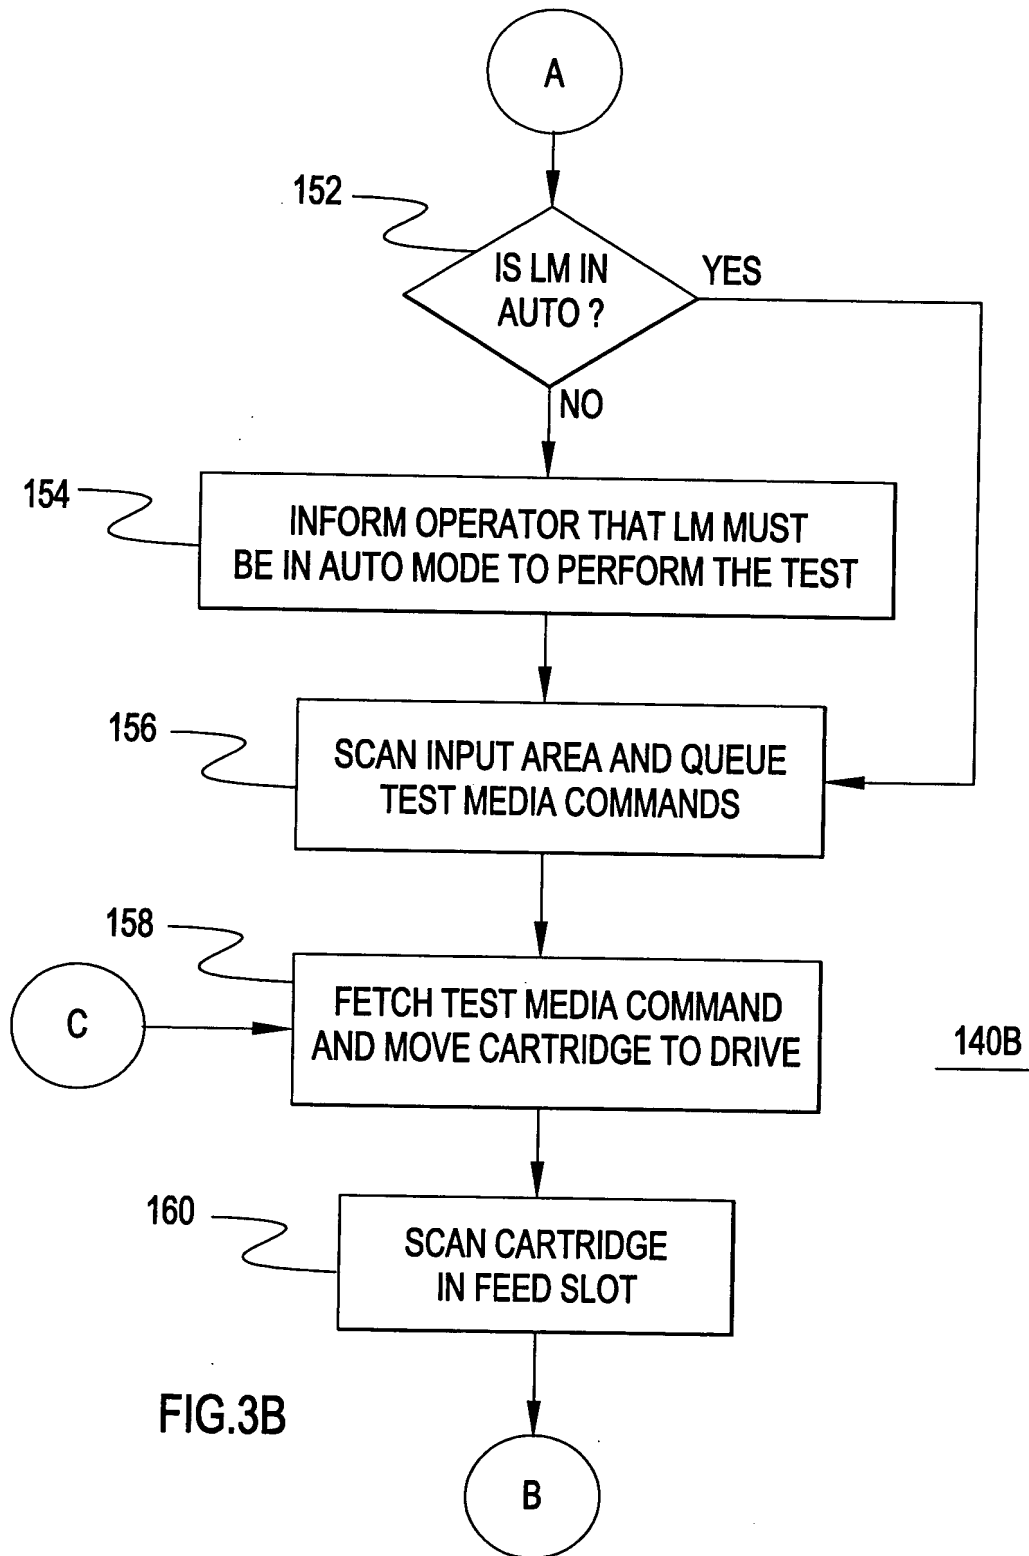 A
152
IS LM IN
AUTO ?
YES
NO
154
INFORM OPERATOR THAT LM MUST
BE IN AUTO MODE TO PERFORM THE TEST
156
SCAN INPUT AREA AND QUEUE
TEST MEDIA COMMANDS
158
C
FETCH TEST MEDIA COMMAND
AND MOVE CARTRIDGE TO DRIVE
140B
160
SCAN CARTRIDGE
IN FEED SLOT
FIG.3B
B